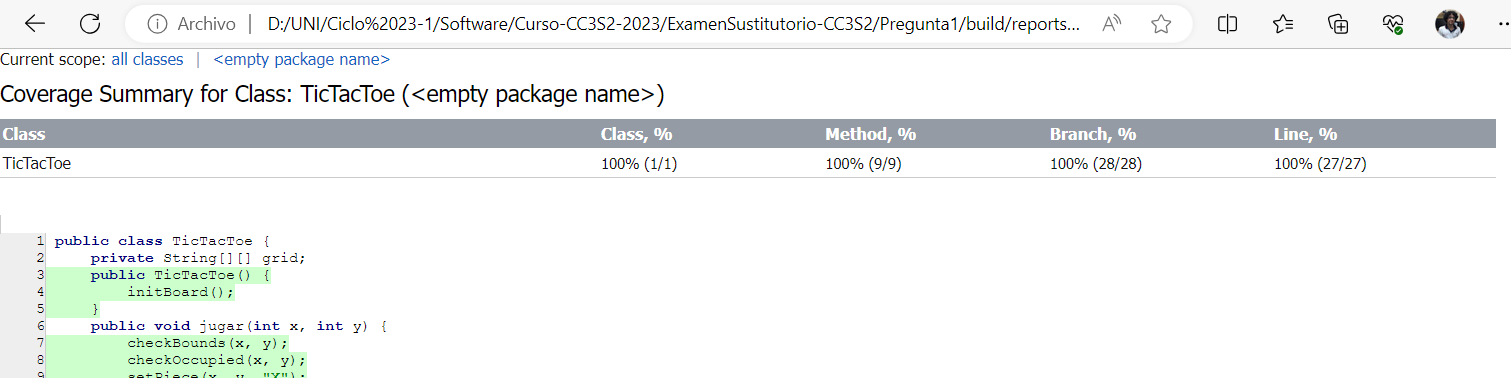 Archivo | D:/UNI/Ciclo%2023-1/Software/Curso-CC3S2-2023/ExamenSustitutorio-CC3S2/Pregunta1/build/reports...
Current scope: all classes | <empty package name>
Coverage Summary for Class: TicTacToe (<empty package name>)
Class Class, % Method, % Branch, % Line, %
TicTacToe 100% (1/1) 100% (9/9) 100% (28/28) 100% (27/27)
1 public class TicTacToe {
2 private String[][] grid;
3 public TicTacToe() {
4 initBoard();
5 }
6 public void jugar(int x, int y) {
7 checkBounds(x, y);
8 checkOccupied(x, y);
9 setPiece(x, y, "X");